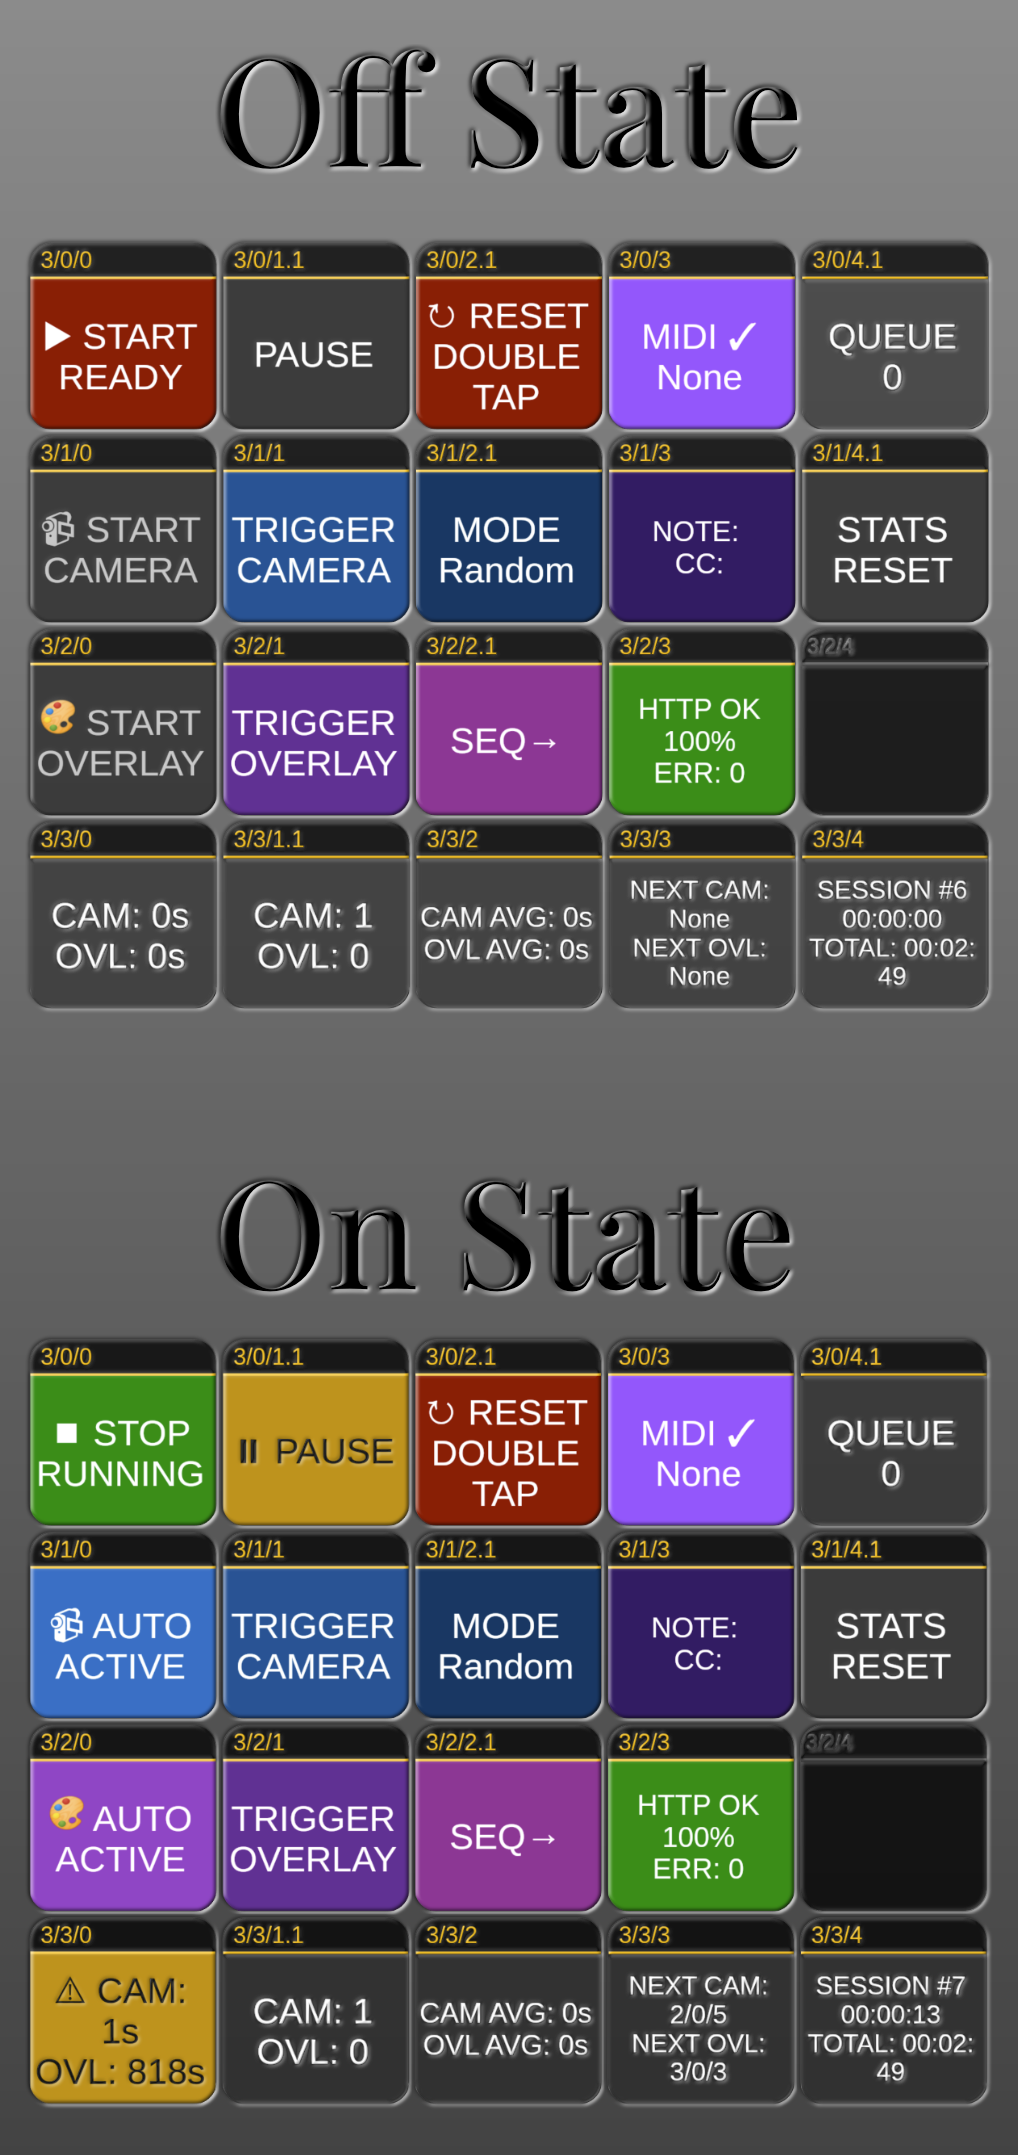 Off State
3/0/0
▶ START
READY
3/0/1.1
PAUSE
3/0/2.1
↻ RESET
DOUBLE
TAP
3/0/3
MIDI ✓
None
3/0/4.1
QUEUE
0
3/1/0
START
CAMERA
3/1/1
TRIGGER
CAMERA
3/1/2.1
MODE
Random
3/1/3
NOTE:
CC:
3/1/4.1
STATS
RESET
3/2/0
🎨 START
OVERLAY
3/2/1
TRIGGER
OVERLAY
3/2/2.1
SEQ→
3/2/3
HTTP OK
100%
ERR: 0
3/2/4
3/3/0
CAM: 0s
OVL: 0s
3/3/1.1
CAM: 1
OVL: 0
3/3/2
CAM AVG: 0s
OVL AVG: 0s
3/3/3
NEXT CAM:
None
NEXT OVL:
None
3/3/4
SESSION #6
00:00:00
TOTAL: 00:02:
49
On State
3/0/0
■ STOP
RUNNING
3/0/1.1
⏸ PAUSE
3/0/2.1
↻ RESET
DOUBLE
TAP
3/0/3
MIDI ✓
None
3/0/4.1
QUEUE
0
3/1/0
AUTO
ACTIVE
3/1/1
TRIGGER
CAMERA
3/1/2.1
MODE
Random
3/1/3
NOTE:
CC:
3/1/4.1
STATS
RESET
3/2/0
🎨 AUTO
ACTIVE
3/2/1
TRIGGER
OVERLAY
3/2/2.1
SEQ→
3/2/3
HTTP OK
100%
ERR: 0
3/2/4
3/3/0
⚠ CAM:
1s
OVL: 818s
3/3/1.1
CAM: 1
OVL: 0
3/3/2
CAM AVG: 0s
OVL AVG: 0s
3/3/3
NEXT CAM:
2/0/5
NEXT OVL:
3/0/3
3/3/4
SESSION #7
00:00:13
TOTAL: 00:02:
49